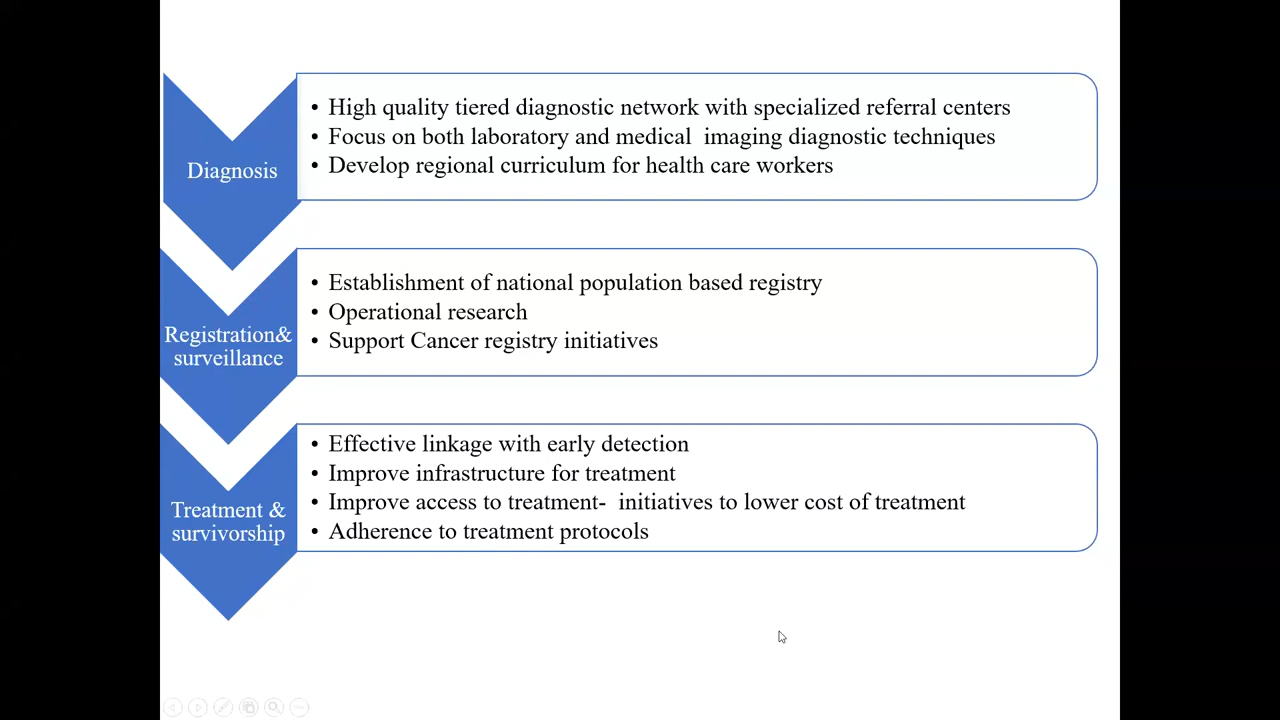 Diagnosis
• High quality tiered diagnostic network with specialized referral centers
• Focus on both laboratory and medical  imaging diagnostic techniques
• Develop regional curriculum for health care workers
Registration&
surveillance
• Establishment of national population based registry
• Operational research
• Support Cancer registry initiatives
Treatment &
survivorship
• Effective linkage with early detection
• Improve infrastructure for treatment
• Improve access to treatment-  initiatives to lower cost of treatment
• Adherence to treatment protocols